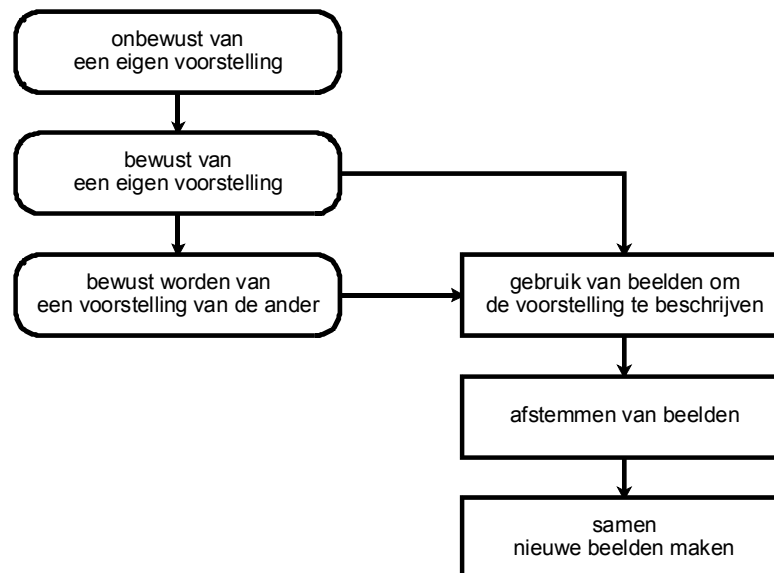 onbewust van
een eigen voorstelling
bewust van
een eigen voorstelling
bewust worden van
een voorstelling van de ander
gebruik van beelden om
de voorstelling te beschrijven
afstemmen van beelden
samen
nieuwe beelden maken